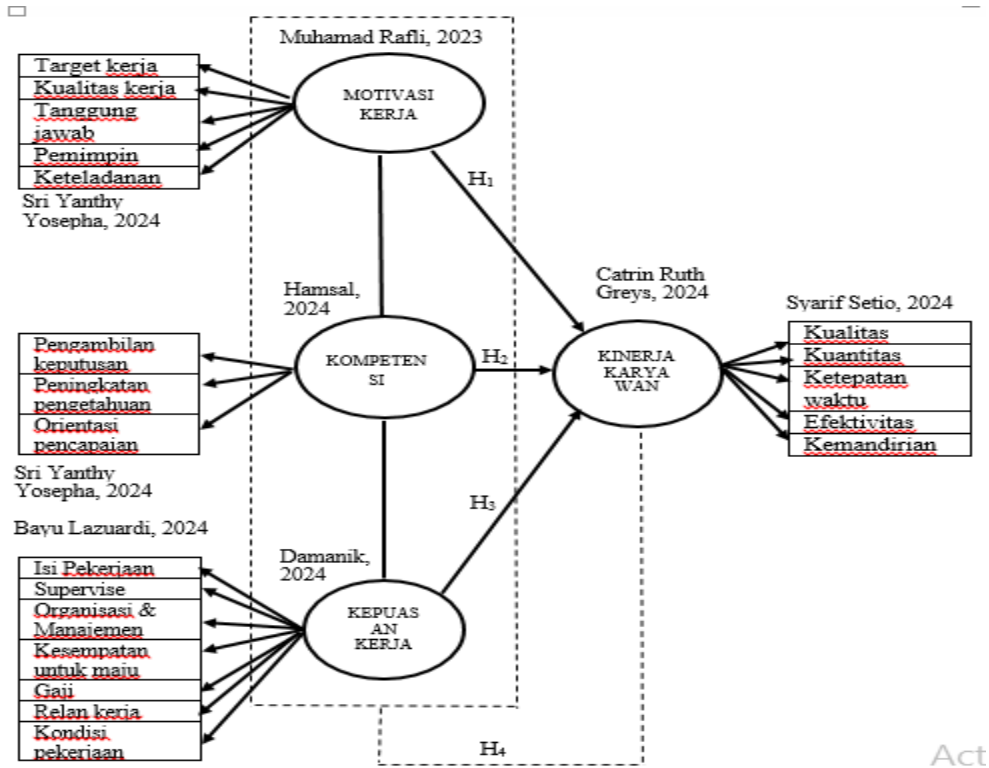 Muhamad Rafli, 2023
Target kerja
Kualitas kerja
Tanggung
jawab
Pemimpin
Keteladanan
Sri Yanthy
Yosepha, 2024
MOTIVASI
KERJA
H1
Hamsal,
2024
Pengambilan
keputusan
Peningkatan
pengetahuan
Orientasi
pencapaian
Sri Yanthy
Yosepha, 2024
KOMPETEN
SI
H2
Catrin Ruth
Greys, 2024
KINERJA
KARYA
WAN
Syarif Setio, 2024
Kualitas
Kuantitas
Ketepatan
waktu
Efektivitas
Kemandirian
Bayu Lazuardi, 2024
Isi Pekerjaan
Supervise
Organisasi &
Manajemen
Kesempatan
untuk maju
Gaji
Relan kerja
Kondisi
pekerjaan
Damanik,
2024
KEPUAS
AN
KERJA
H3
H4
Act